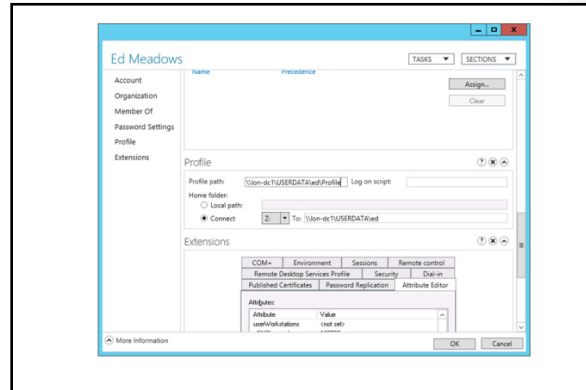 Ed Meadows
TASKS
SECTIONS
Account
Organization
Member Of
Password Settings
Profile
Extensions
Name Precedence
Assign...
Clear
Profile
Profile path: \\lon-dc1\USERDATA\ed\Profile Log on script:
Home folder:
Local path:
Connect Z: To: \\lon-dc1\USERDATA\ed
Extensions
COM+ Environment Sessions Remote control
Remote Desktop Services Profile Security Dial-in
Published Certificates Password Replication Attribute Editor
Attributes:
Attribute Value
userWorkstations <not set>
More Information
OK Cancel